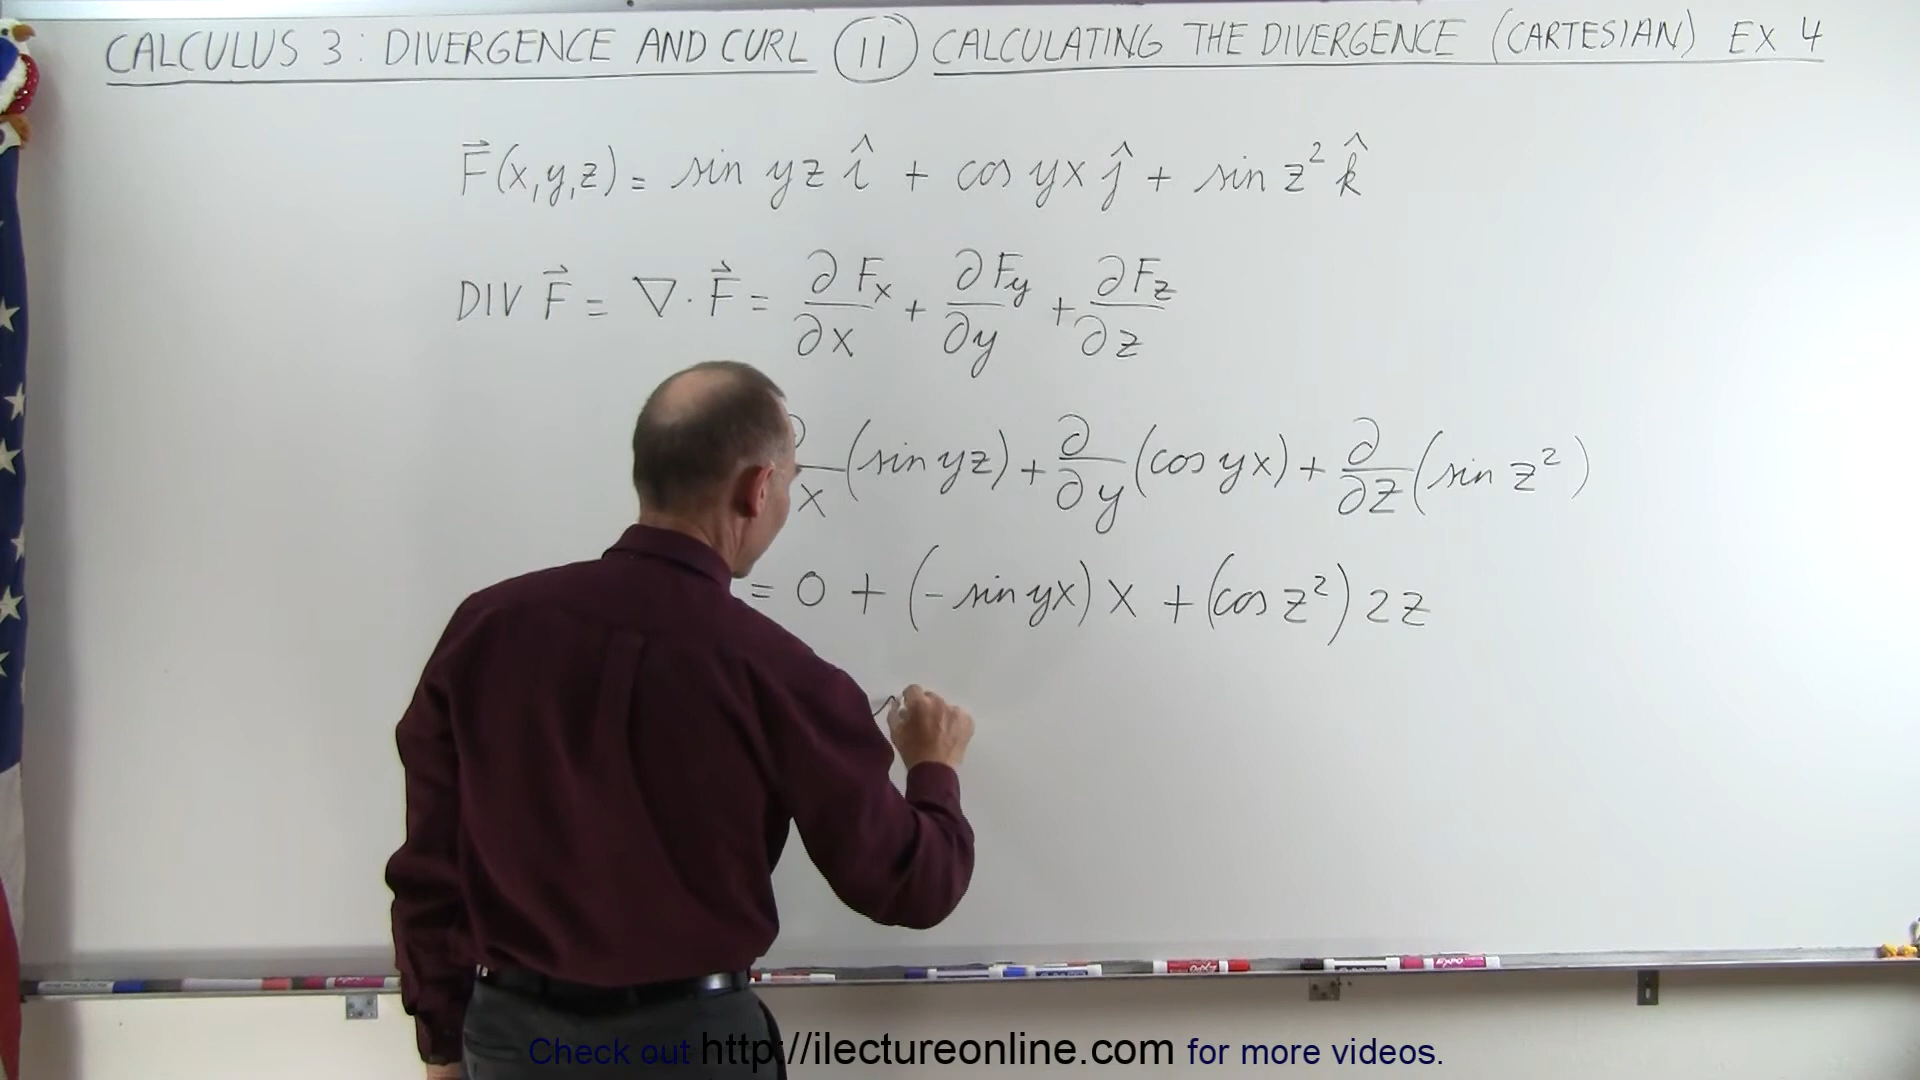 CALCULUS 3: DIVERGENCE AND CURL (11) CALCULATING THE DIVERGENCE (CARTESIAN) EX 4
F⃗(x,y,z) = sin yz î + cos yx ĵ + sin z² k̂
DIV F⃗ = ∇·F⃗ = ∂Fx/∂x + ∂Fy/∂y + ∂Fz/∂z
x (sin yz) + ∂/∂y (cos yx) + ∂/∂z (sin z²)
= 0 + (-sin yx) x + (cos z²) 2z
EXPO
Check out http://ilectureonline.com for more videos.